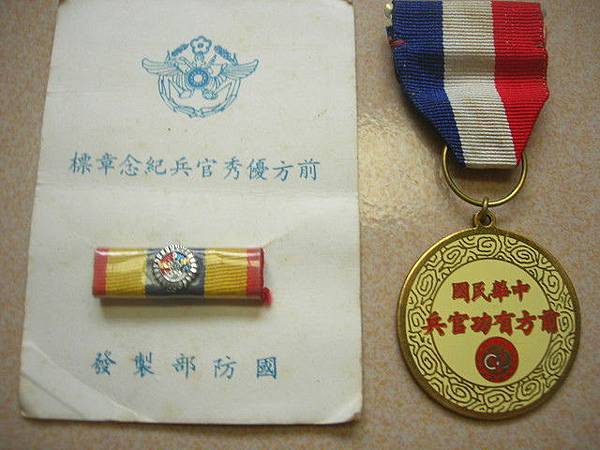 前方優秀官兵紀念章標
國防部製發
中華民國
前方有功官兵